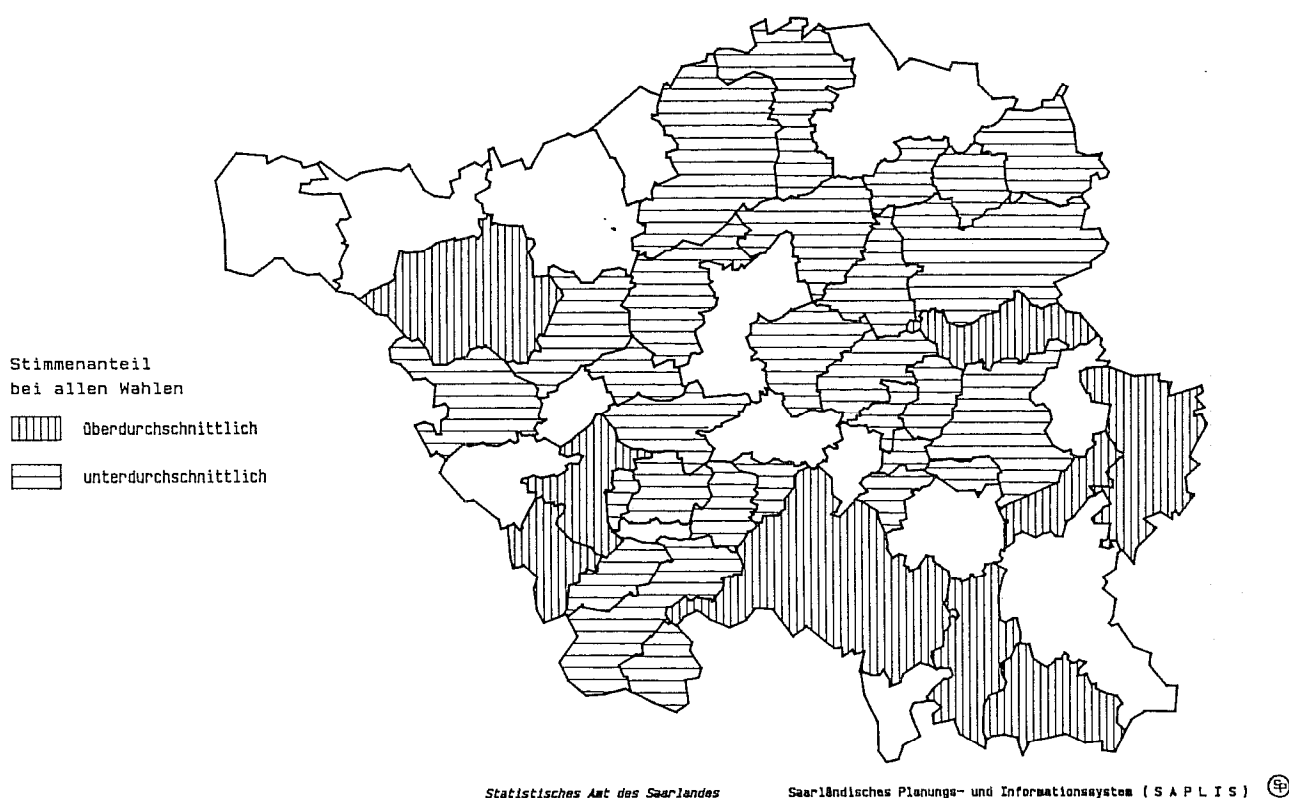 Stimmenanteil
bei allen Wahlen
Überdurchschnittlich
unterdurchschnittlich
Statistisches Amt des Saarlandes
Saarländisches Planungs- und Informationssystem ( S A P L I S )